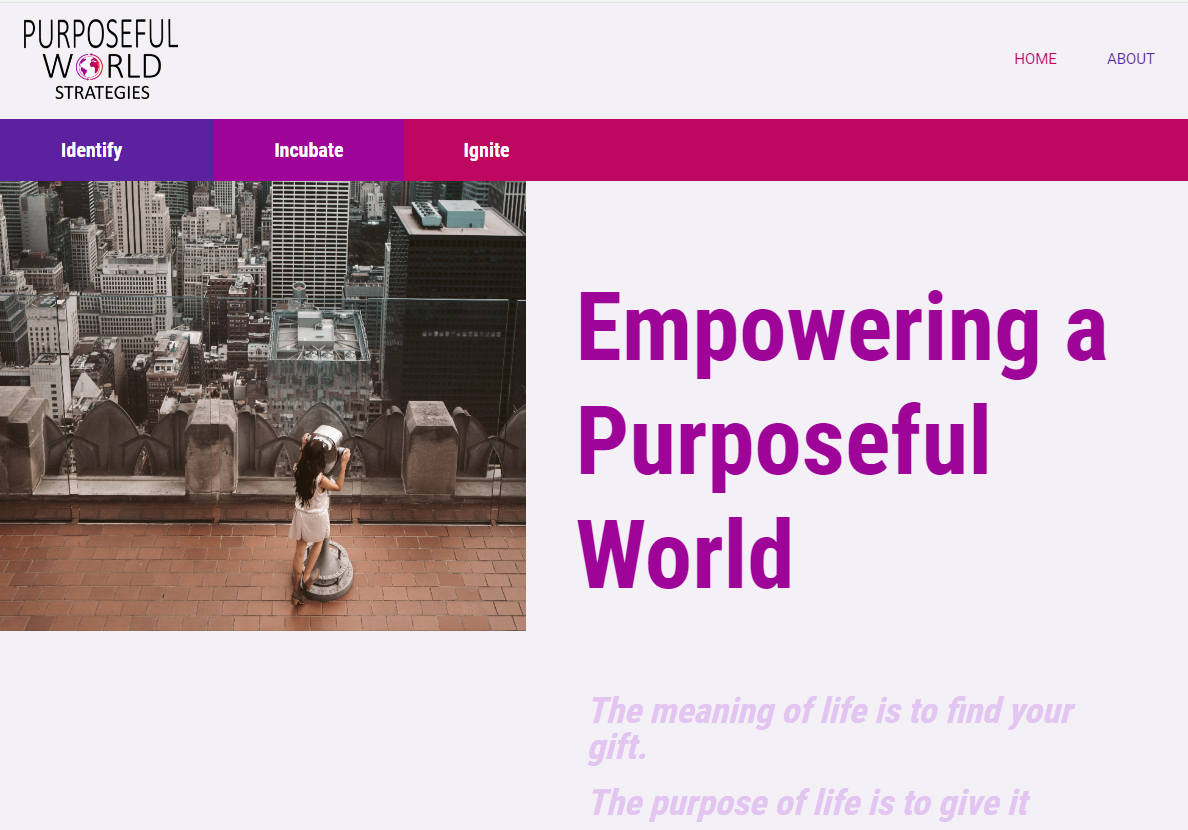 PURPOSEFUL
WORLD
STRATEGIES
HOME ABOUT
Identify Incubate Ignite
Empowering a
Purposeful
World
The meaning of life is to find your
gift.
The purpose of life is to give it